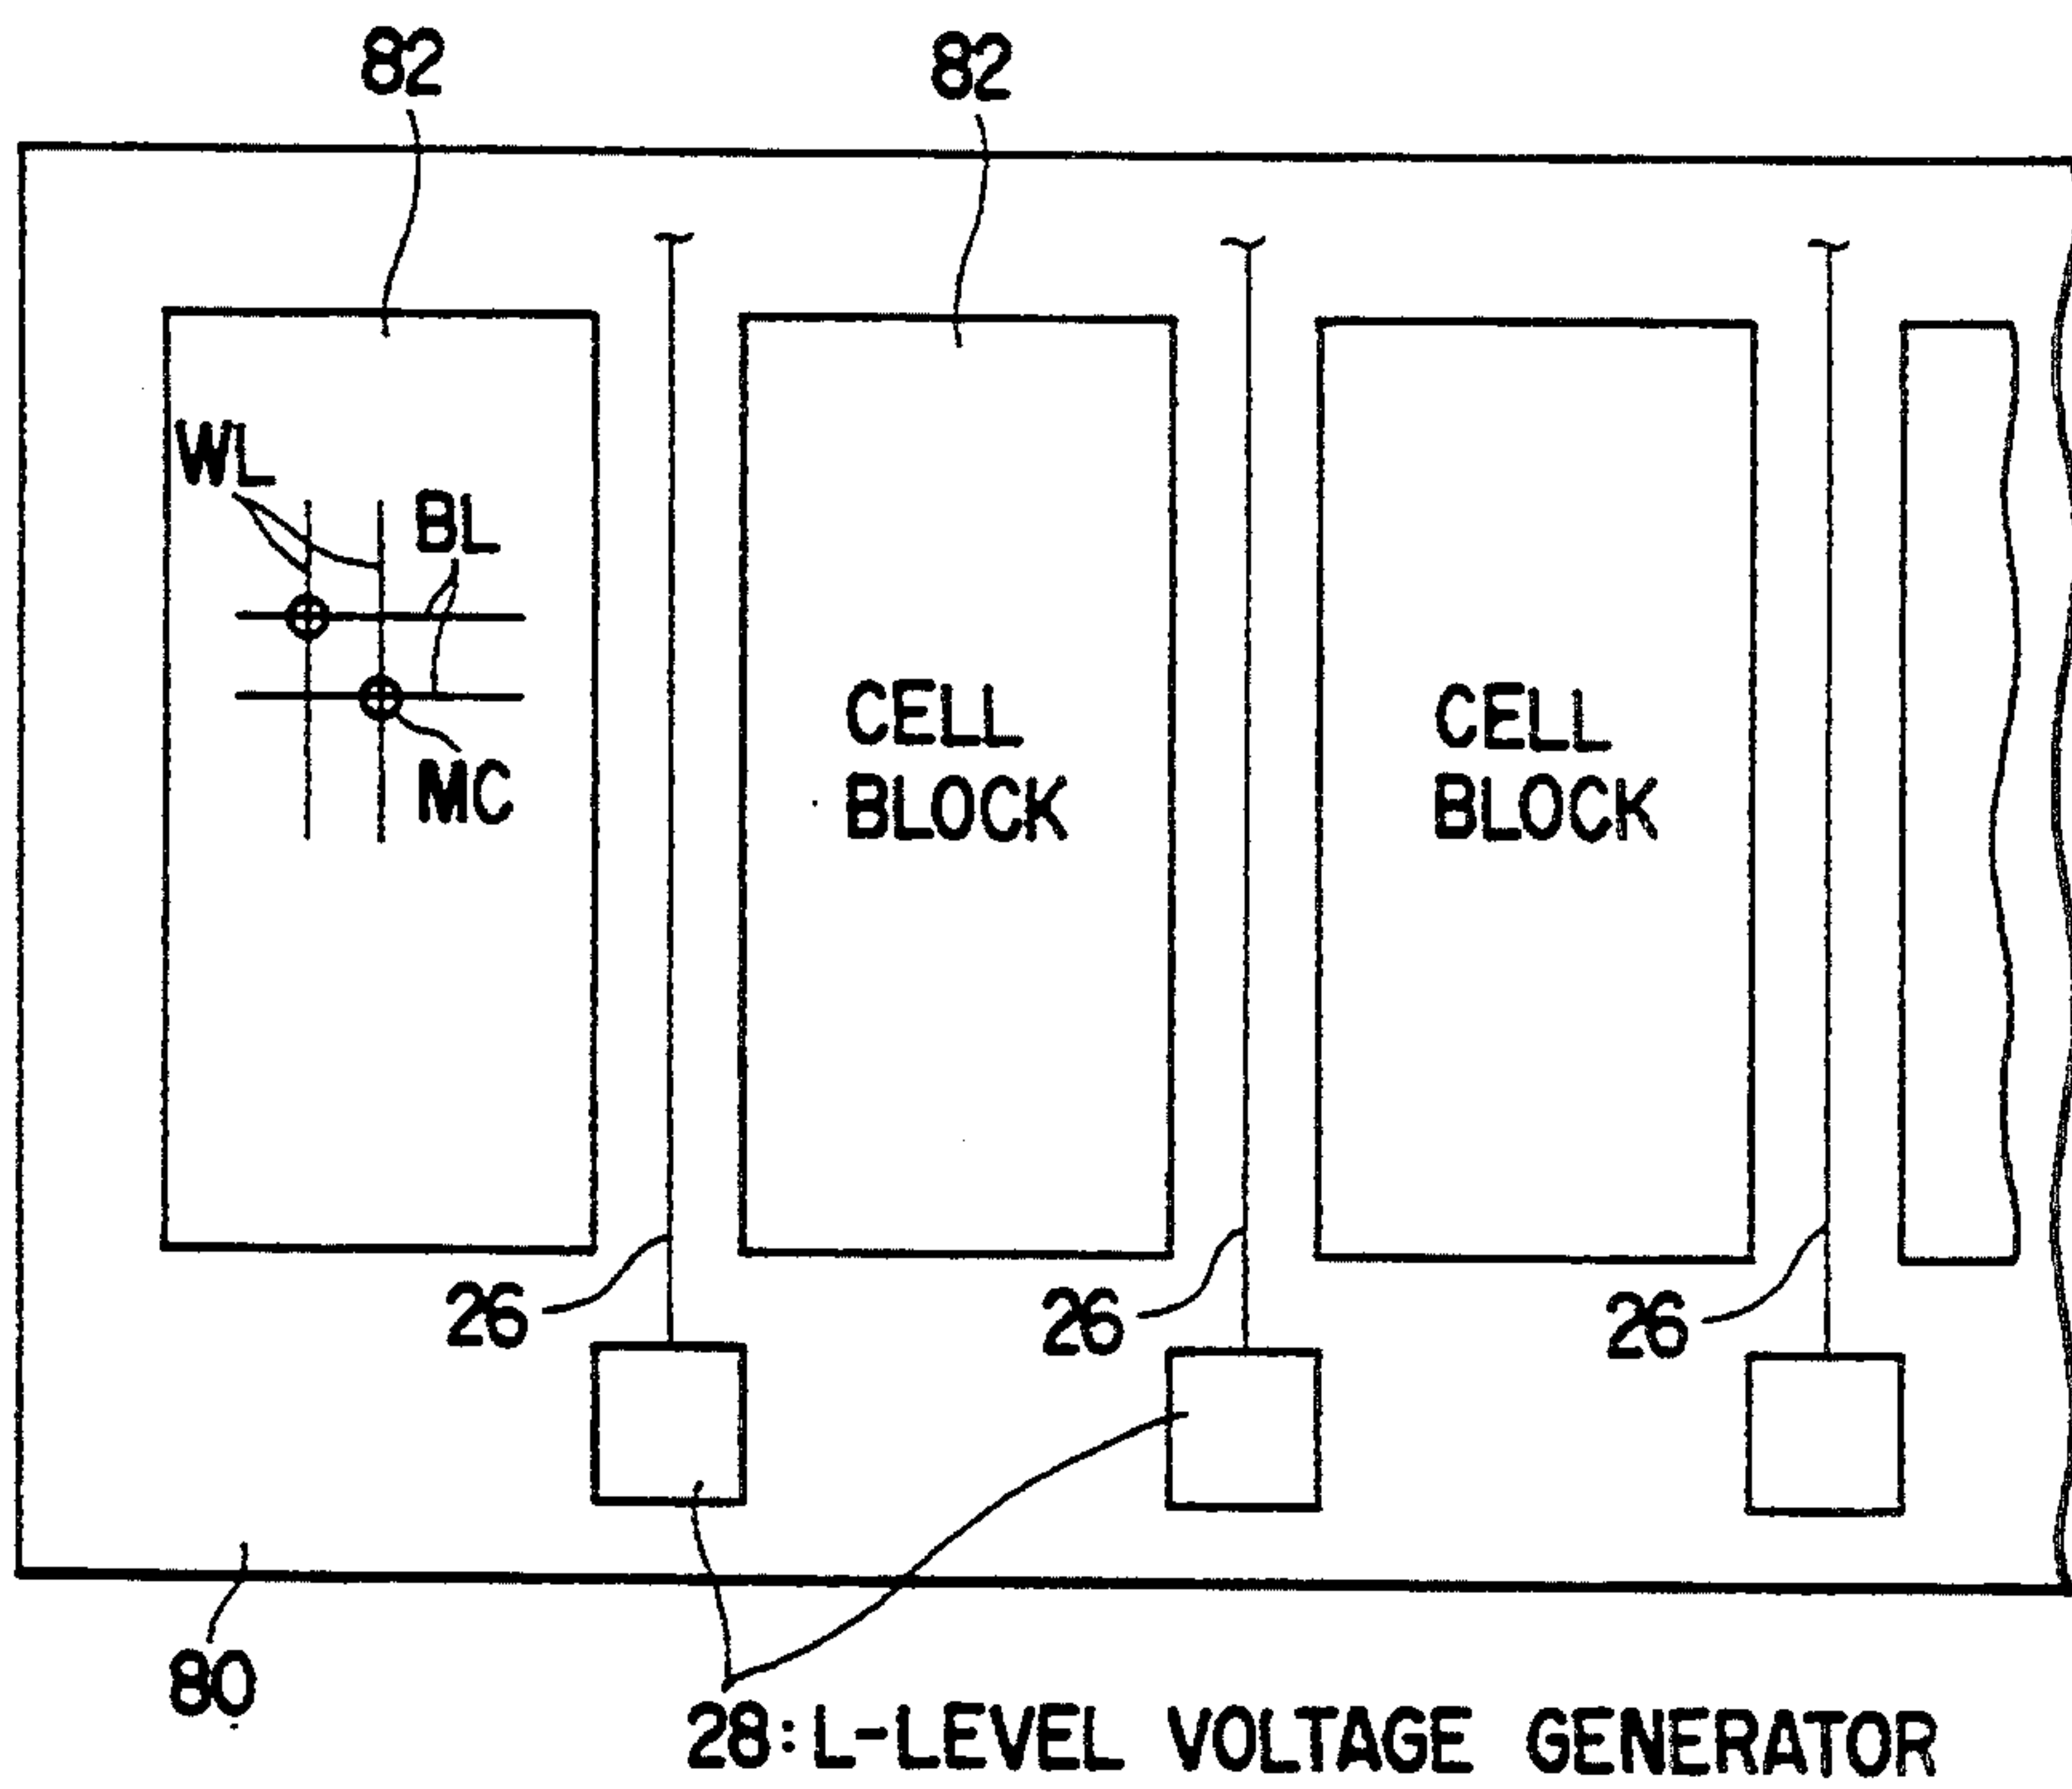 82
82
WL
BL
MC
CELL
BLOCK
CELL
BLOCK
26
26
26
80
28:L-LEVEL VOLTAGE GENERATOR